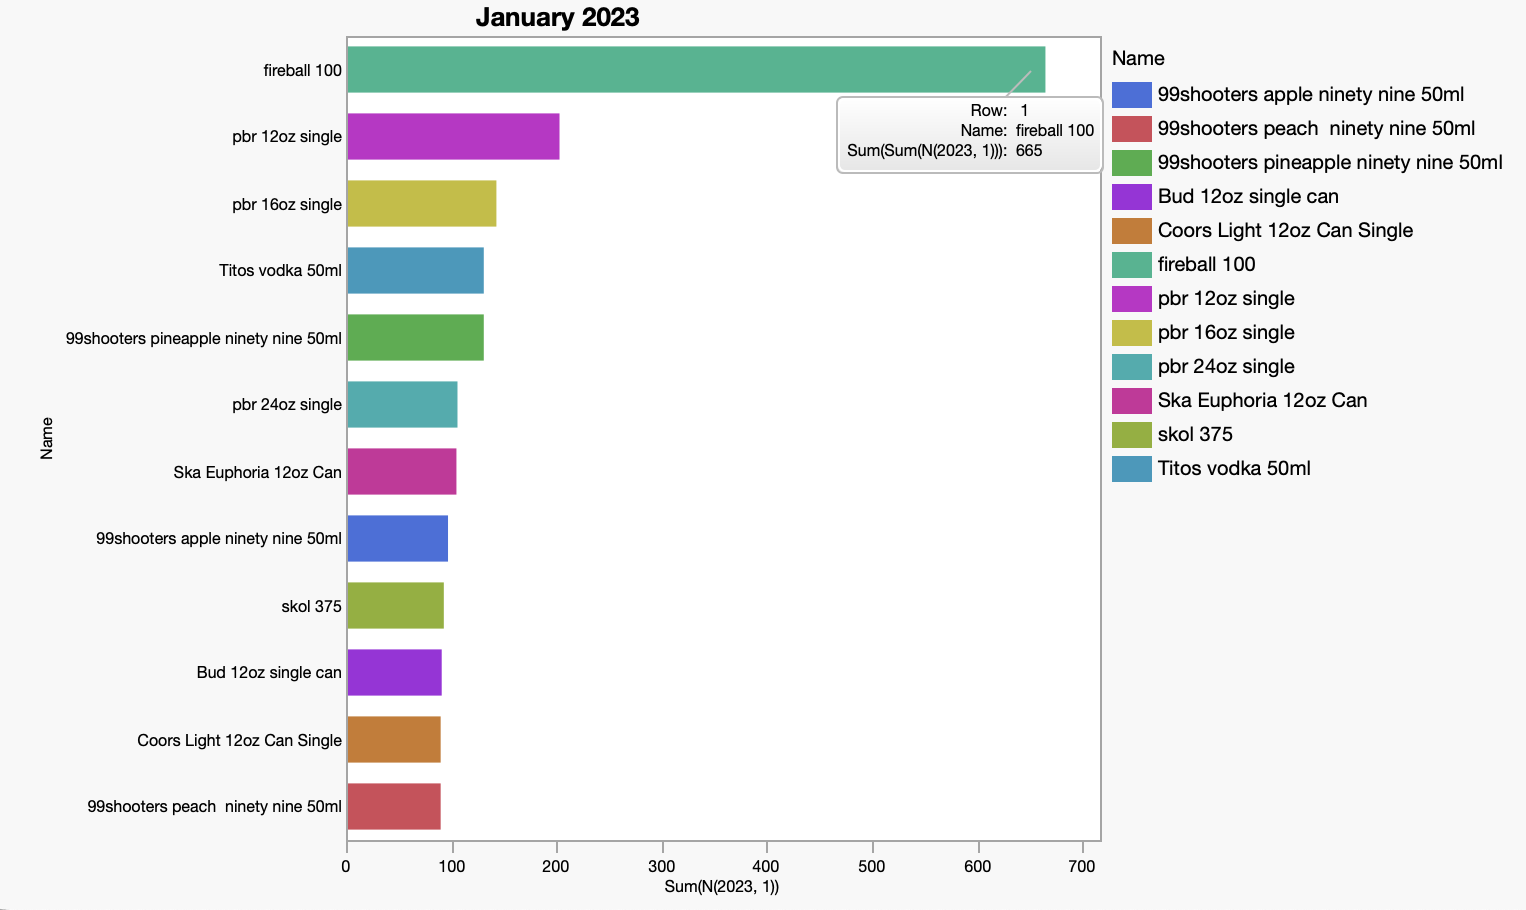 January 2023
fireball 100
pbr 12oz single
pbr 16oz single
Titos vodka 50ml
99shooters pineapple ninety nine 50ml
pbr 24oz single
Ska Euphoria 12oz Can
99shooters apple ninety nine 50ml
skol 375
Bud 12oz single can
Coors Light 12oz Can Single
99shooters peach  ninety nine 50ml
Name
Row: 1
Name: fireball 100
Sum(Sum(N(2023, 1))): 665
0 100 200 300 400 500 600 700
Sum(N(2023, 1))
Name
99shooters apple ninety nine 50ml
99shooters peach  ninety nine 50ml
99shooters pineapple ninety nine 50ml
Bud 12oz single can
Coors Light 12oz Can Single
fireball 100
pbr 12oz single
pbr 16oz single
pbr 24oz single
Ska Euphoria 12oz Can
skol 375
Titos vodka 50ml